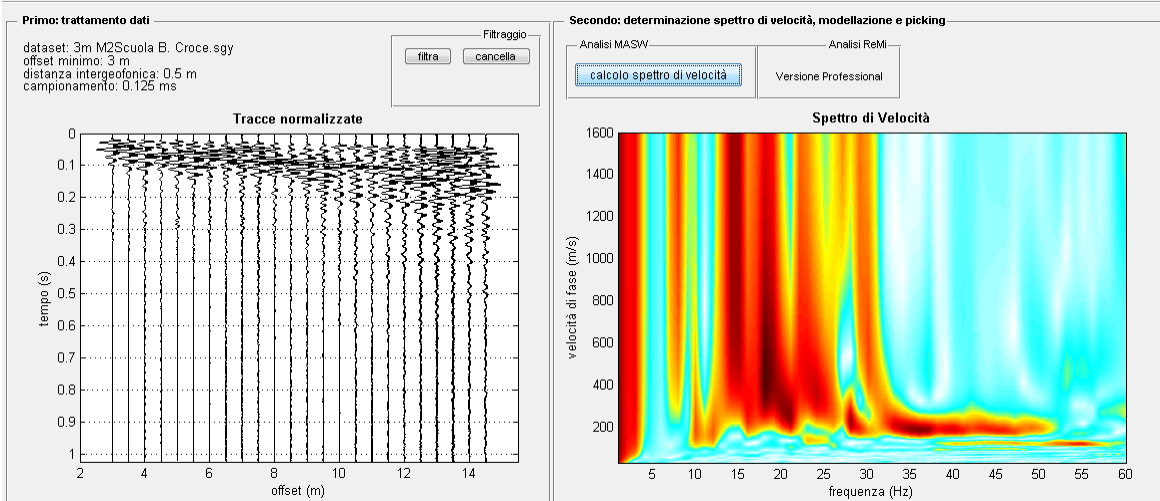 Primo: trattamento dati
dataset: 3m M2Scuola B. Croce.sgy
offset minimo: 3 m
distanza intergeofonica: 0.5 m
campionamento: 0.125 ms
Filtraggio
filtra
cancella
Tracce normalizzate
0
0.1
0.2
0.3
0.4
0.5
0.6
0.7
0.8
0.9
1
tempo (s)
2
4
6
8
10
12
14
offset (m)
Secondo: determinazione spettro di velocità, modellazione e picking
Analisi MASW
calcolo spettro di velocità
Analisi ReMi
Versione Professional
Spettro di Velocità
1600
1400
1200
1000
800
600
400
200
velocità di fase (m/s)
5
10
15
20
25
30
35
40
45
50
55
60
frequenza (Hz)